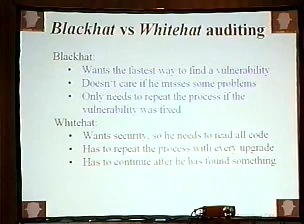 Blackhat vs Whitehat auditing
Blackhat:
• Wants the fastest way to find a vulnerability
• Doesn't care if he misses some problems
• Only needs to repeat the process if the
vulnerability was fixed
Whitehat:
• Wants security, so he needs to read all code
• Has to repeat the process with every upgrade
• Has to continue after he has found something